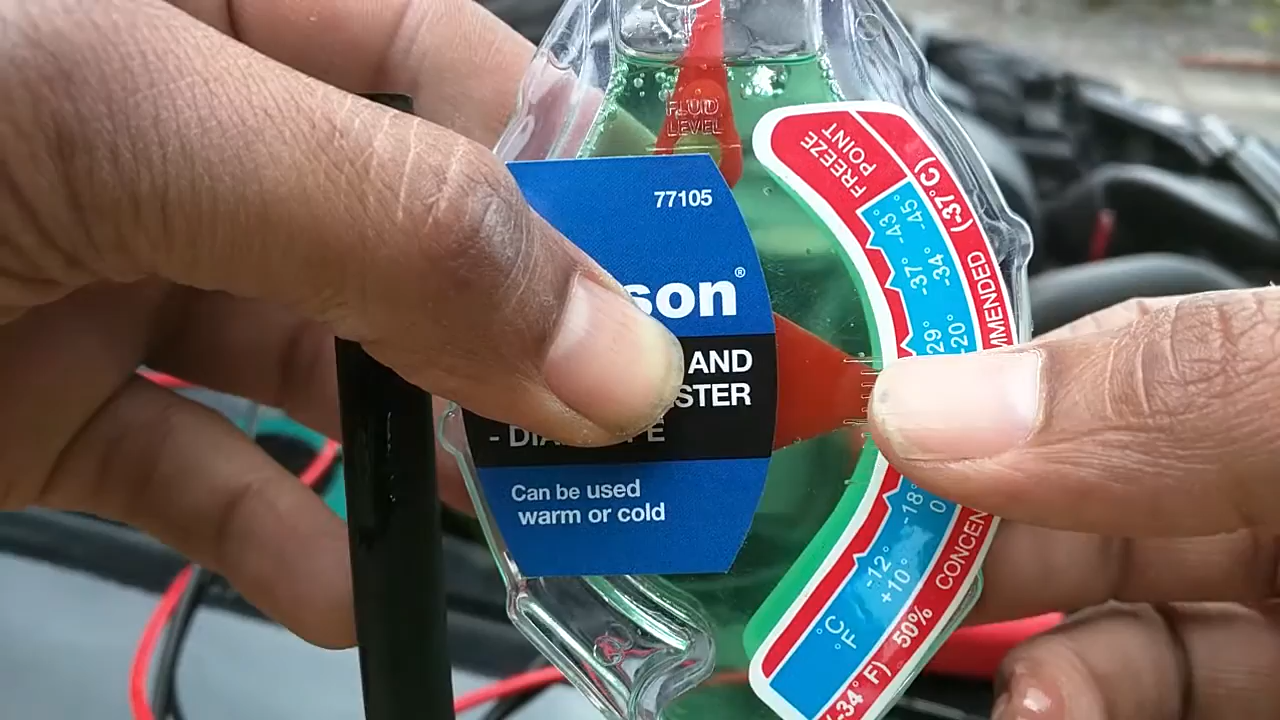 FLUID
LEVEL
77105
son®
AND
STER
- DIA
Can be used
warm or cold
FREEZE
POINT
-43° -37° 29° -18° -12° °C
-45° -34° -20° 0 +10° °F
(-34° F) 50% CONCEN MMENDED (-37°C)